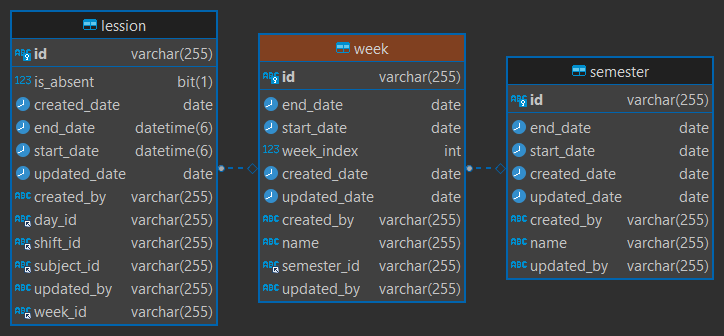 lession
id varchar(255)
is_absent bit(1)
created_date date
end_date datetime(6)
start_date datetime(6)
updated_date date
created_by varchar(255)
day_id varchar(255)
shift_id varchar(255)
subject_id varchar(255)
updated_by varchar(255)
week_id varchar(255)
week
id varchar(255)
end_date date
start_date date
week_index int
created_date date
updated_date date
created_by varchar(255)
name varchar(255)
semester_id varchar(255)
updated_by varchar(255)
semester
id varchar(255)
end_date date
start_date date
created_date date
updated_date date
created_by varchar(255)
name varchar(255)
updated_by varchar(255)